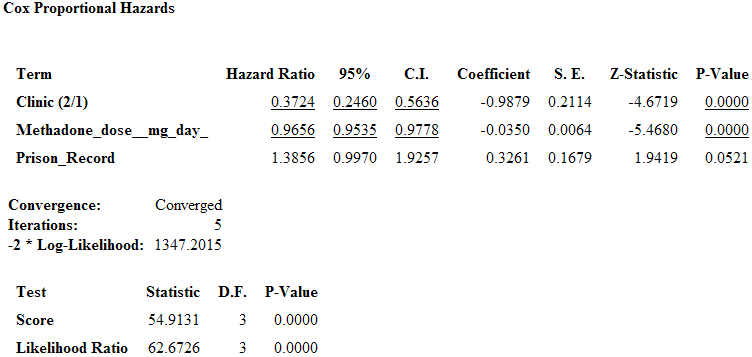 Cox Proportional Hazards
Term Hazard Ratio 95% C.I. Coefficient S. E. Z-Statistic P-Value
Clinic (2/1) 0.3724 0.2460 0.5636 -0.9879 0.2114 -4.6719 0.0000
Methadone_dose__mg_day_ 0.9656 0.9535 0.9778 -0.0350 0.0064 -5.4680 0.0000
Prison_Record 1.3856 0.9970 1.9257 0.3261 0.1679 1.9419 0.0521
Convergence: Converged
Iterations: 5
-2 * Log-Likelihood: 1347.2015
Test Statistic D.F. P-Value
Score 54.9131 3 0.0000
Likelihood Ratio 62.6726 3 0.0000